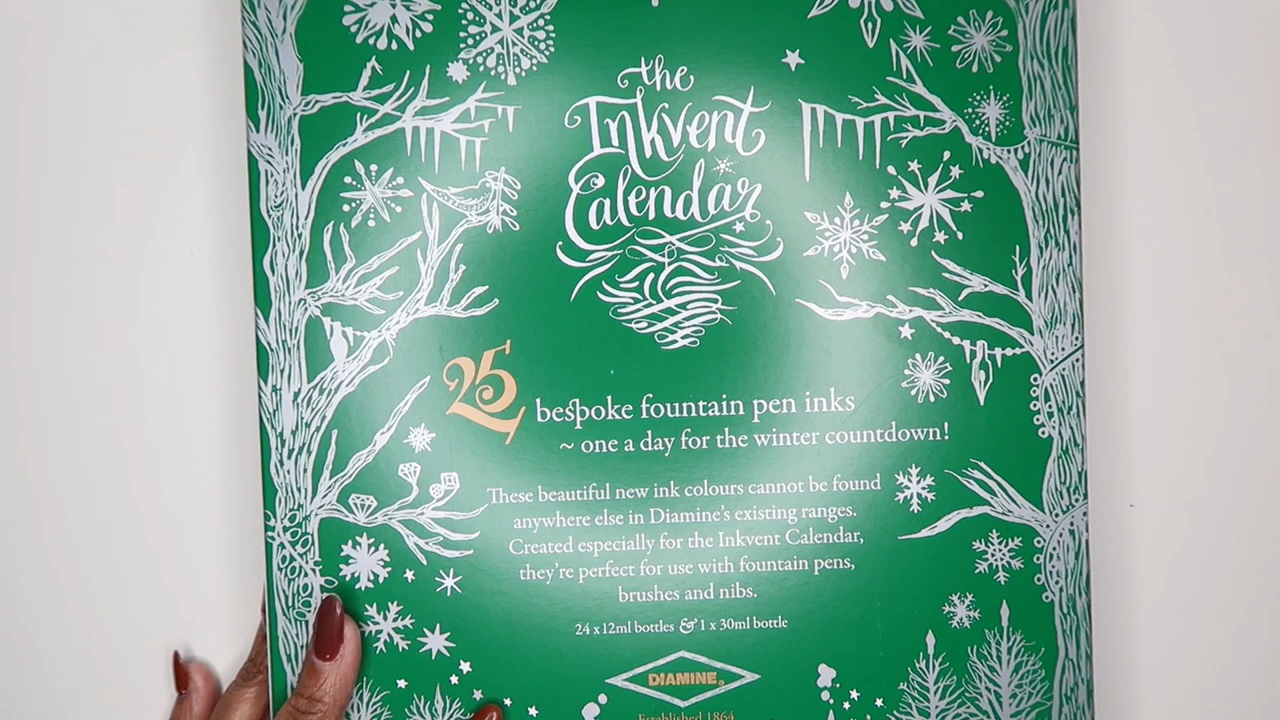 the
Inkvent
Calendar
25 bespoke fountain pen inks
~ one a day for the winter countdown!
These beautiful new ink colours cannot be found
anywhere else in Diamine's existing ranges.
Created especially for the Inkvent Calendar,
they're perfect for use with fountain pens,
brushes and nibs.
24 x 12ml bottles & 1 x 30ml bottle
DIAMINE®
Established 1864